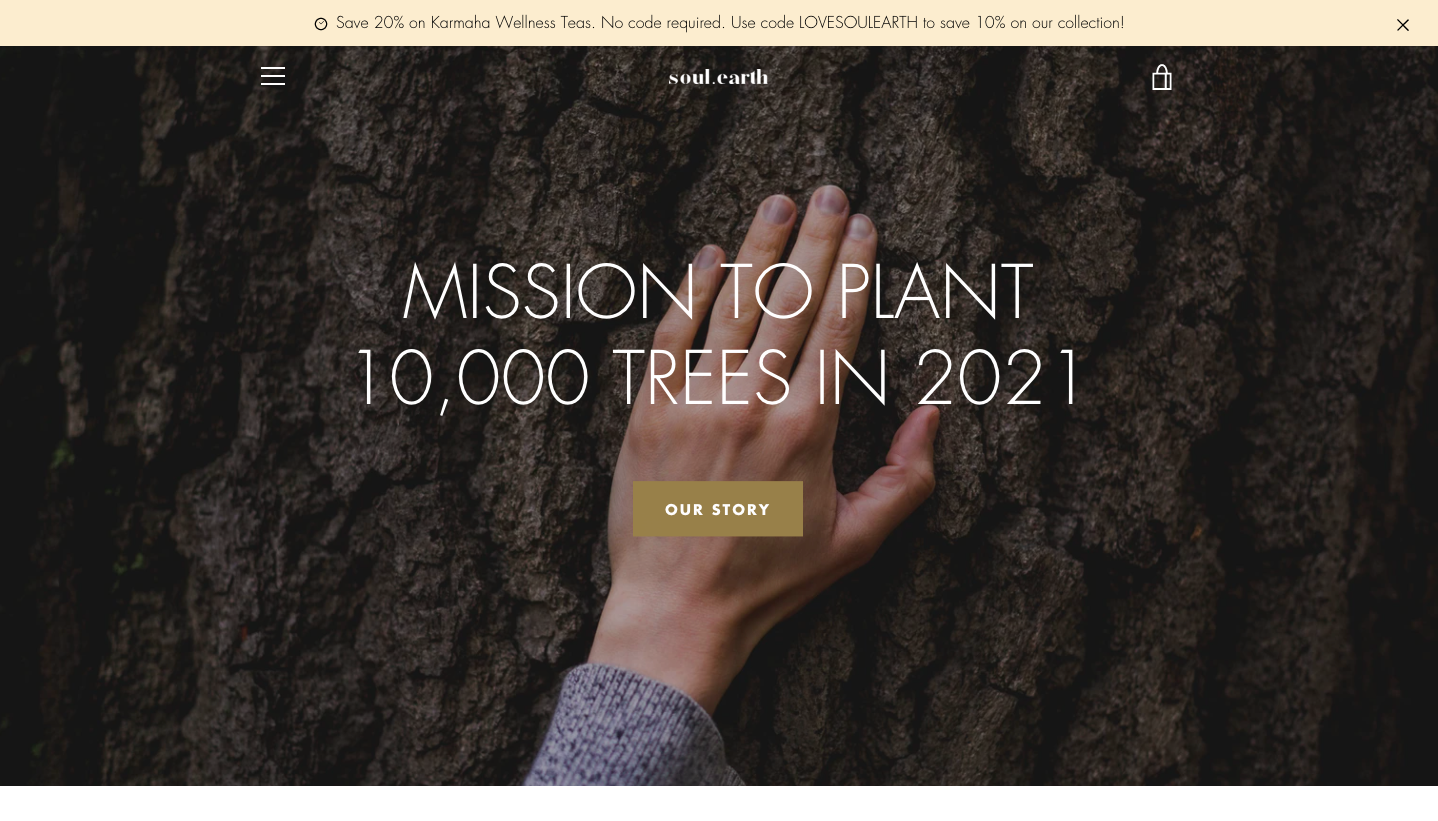 Save 20% on Karmaha Wellness Teas. No code required. Use code LOVESOULEARTH to save 10% on our collection!
soul.earth
MISSION TO PLANT
10,000 TREES IN 2021
OUR STORY